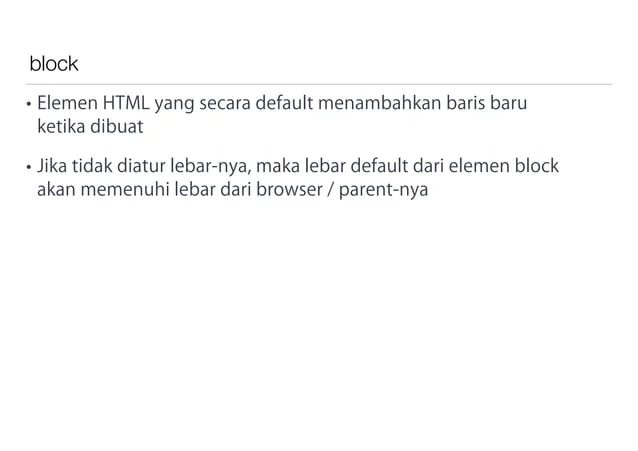 block
• Elemen HTML yang secara default menambahkan baris baru
ketika dibuat
• Jika tidak diatur lebar-nya, maka lebar default dari elemen block
akan memenuhi lebar dari browser / parent-nya